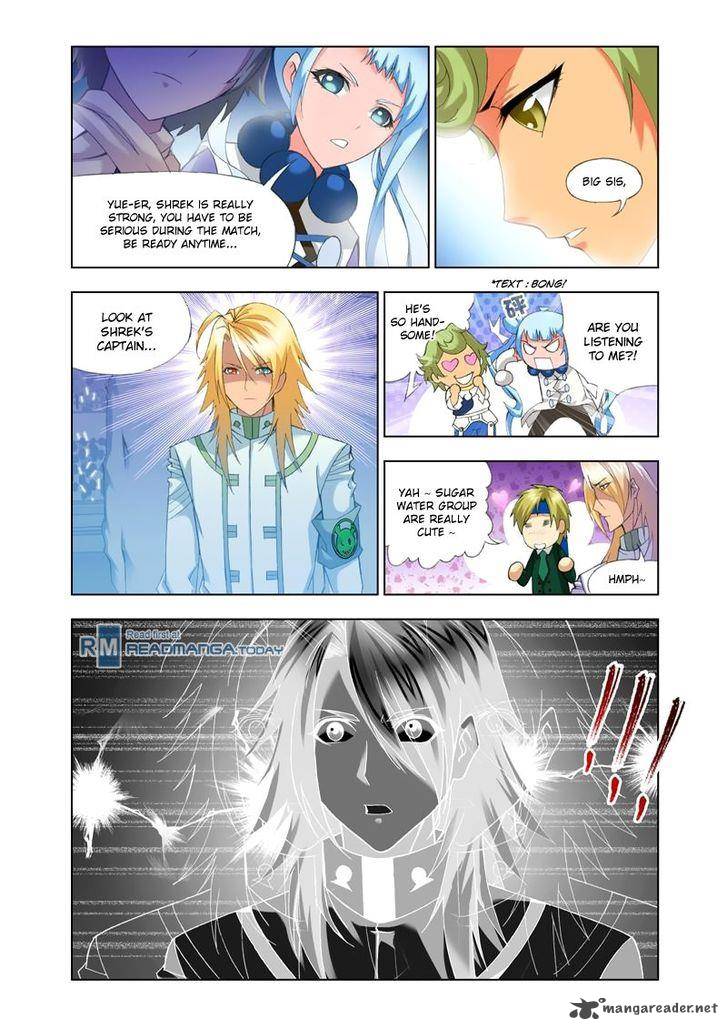 YUE-ER, SHREK IS REALLY
STRONG, YOU HAVE TO BE
SERIOUS DURING THE MATCH,
BE READY ANYTIME...
BIG SIS,
*TEXT : BONG!
LOOK AT
SHREK'S
CAPTAIN...
HE'S
SO HAND-
SOME!
砰
ARE YOU
LISTENING
TO ME?!
YAH ~ SUGAR
WATER GROUP
ARE REALLY
CUTE ~
HMPH~
RM Read first at
READMANGA.TODAY
!!!
mangareader.net